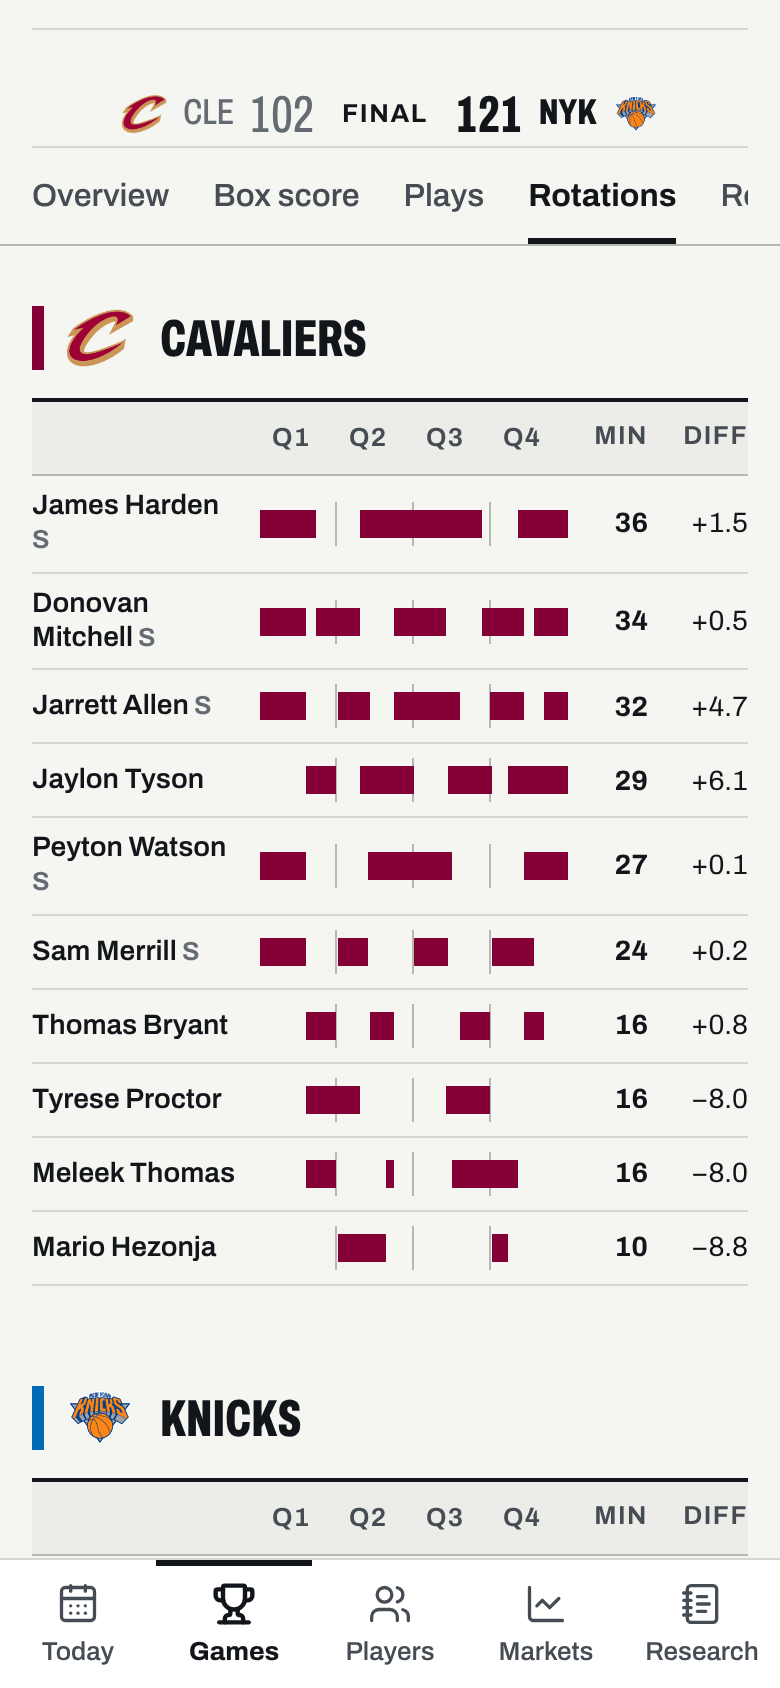 CLE 102 FINAL 121 NYK
Overview Box score Plays Rotations Re
CAVALIERS
Q1 Q2 Q3 Q4 MIN DIFF
James Harden
S
36 +1.5
Donovan
Mitchell S
34 +0.5
Jarrett Allen S 32 +4.7
Jaylon Tyson 29 +6.1
Peyton Watson
S
27 +0.1
Sam Merrill S 24 +0.2
Thomas Bryant 16 +0.8
Tyrese Proctor 16 −8.0
Meleek Thomas 16 −8.0
Mario Hezonja 10 −8.8
KNICKS
Q1 Q2 Q3 Q4 MIN DIFF
Today Games Players Markets Research